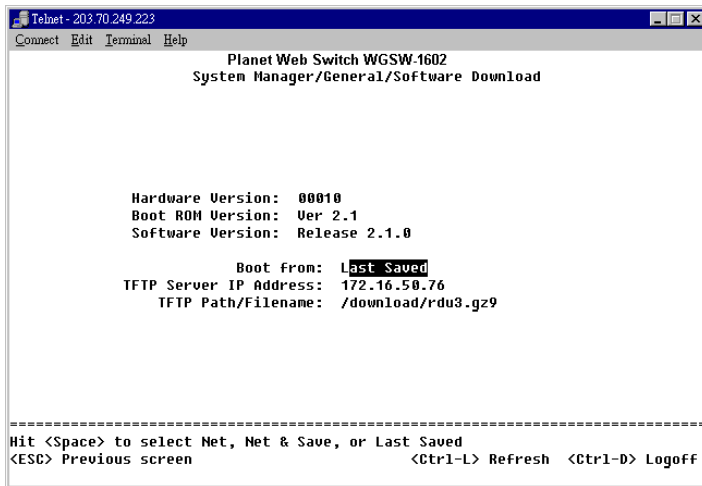 Telnet - 203.70.249.223
Connect Edit Terminal Help
Planet Web Switch WGSW-1602
System Manager/General/Software Download
Hardware Version: 00010
Boot ROM Version: Ver 2.1
Software Version: Release 2.1.0
Boot from: Last Saved
TFTP Server IP Address: 172.16.50.76
TFTP Path/Filename: /download/rdu3.gz9
================================================================================
Hit <Space> to select Net, Net & Save, or Last Saved
<ESC> Previous screen <Ctrl-L> Refresh <Ctrl-D> Logoff